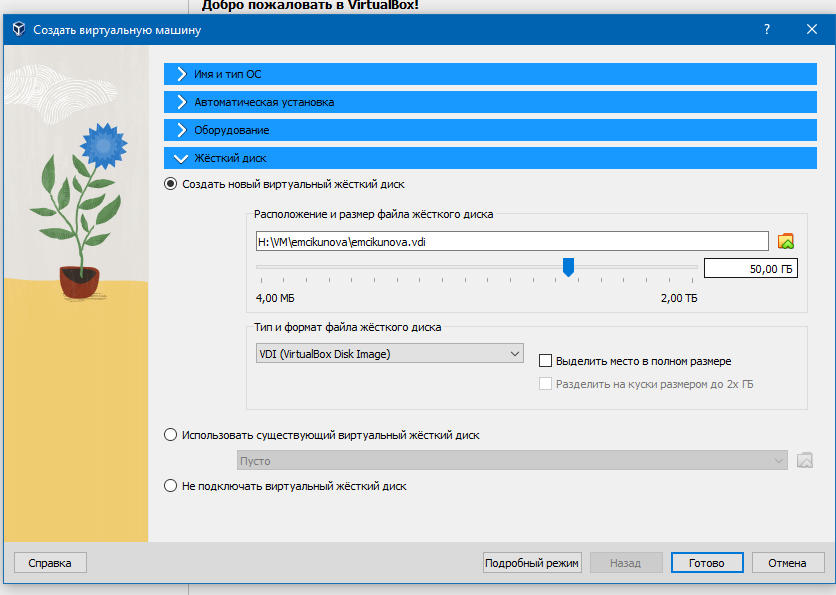 Добро пожаловать в VirtualBox!
Создать виртуальную машину
?
Имя и тип ОС
Автоматическая установка
Оборудование
Жёсткий диск
Создать новый виртуальный жёсткий диск
Расположение и размер файла жёсткого диска
H:\VM\emcikunova\emcikunova.vdi
50,00 ГБ
4,00 МБ
2,00 ТБ
Тип и формат файла жёсткого диска
VDI (VirtualBox Disk Image)
Выделить место в полном размере
Разделить на куски размером до 2х ГБ
Использовать существующий виртуальный жёсткий диск
Пусто
Не подключать виртуальный жёсткий диск
Справка
Подробный режим
Назад
Готово
Отмена